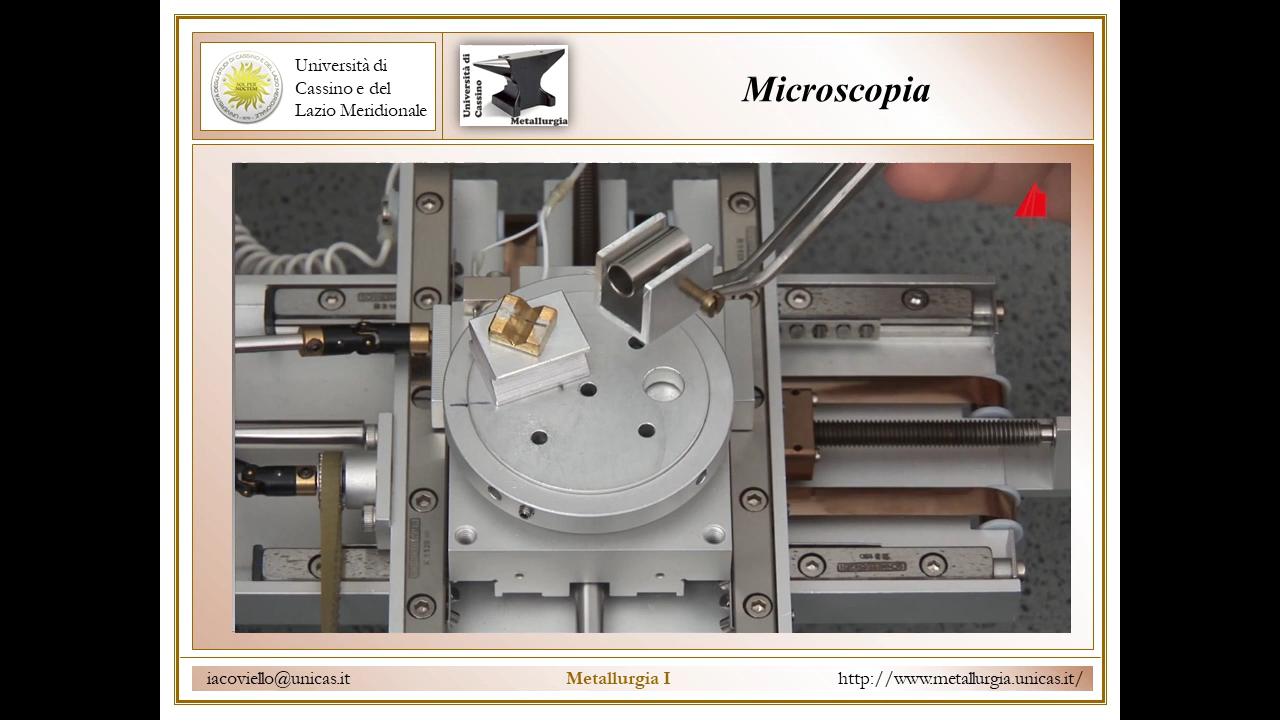 Università di
Cassino e del
Lazio Meridionale
Università di
Cassino
Metallurgia
Microscopia
iacoviello@unicas.it
Metallurgia I
http://www.metallurgia.unicas.it/